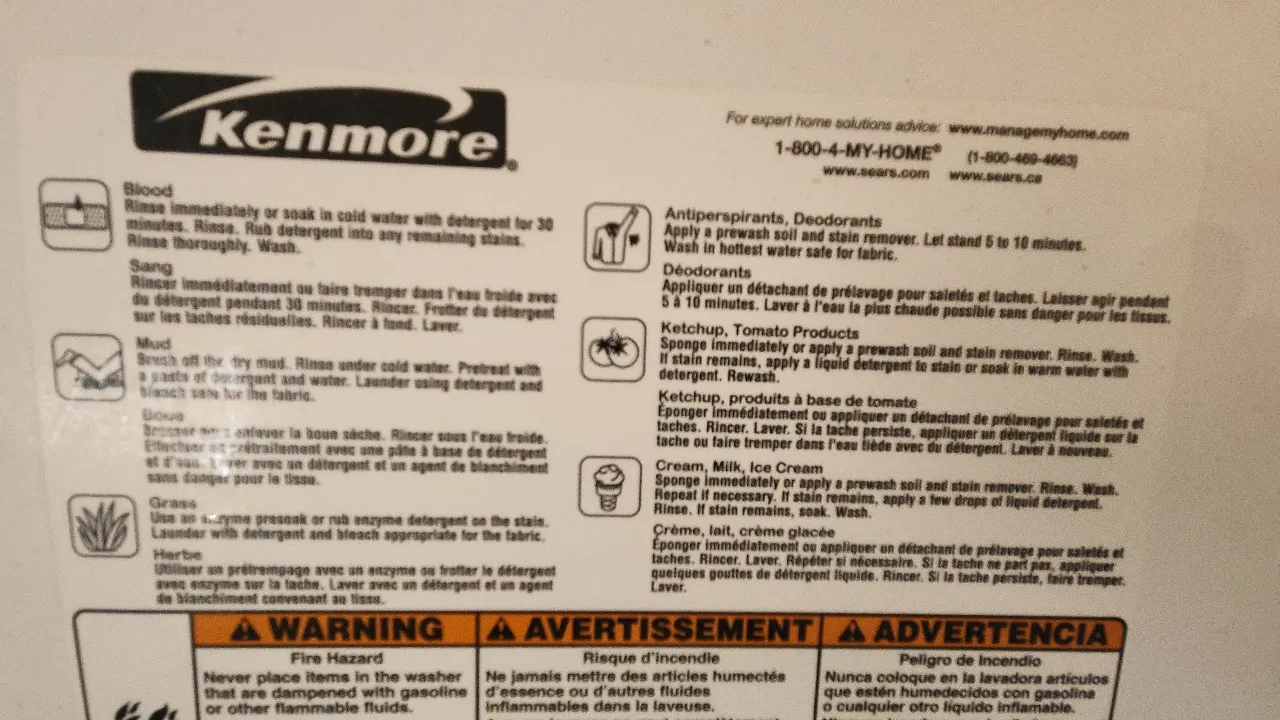 Kenmore®
For expert home solutions advice: www.managemyhome.com
1-800-4-MY-HOME® (1-800-469-4663)
www.sears.com www.sears.ca
Blood
Rinse immediately or soak in cold water with detergent for 30
minutes. Rinse. Rub detergent into any remaining stains.
Rinse thoroughly. Wash.
Sang
Rincer immédiatement ou faire tremper dans l'eau froide avec
du détergent pendant 30 minutes. Rincer. Frotter du détergent
sur les taches résiduelles. Rincer à fond. Laver.
Mud
Brush off the dry mud. Rinse under cold water. Pretreat with
a paste of detergent and water. Launder using detergent and
bleach safe for the fabric.
Boue
enlever la boue sèche. Rincer sous l'eau froide.
Effectuer un prétraitement avec une pâte à base de détergent
et d'eau. Laver avec un détergent et un agent de blanchiment
sans danger pour le tissu.
Grass
Use an enzyme presoak or rub enzyme detergent on the stain.
Launder with detergent and bleach appropriate for the fabric.
Herbe
Utiliser un prétrempage avec un enzyme ou frotter le détergent
avec enzyme sur la tache. Laver avec un détergent et un agent
de blanchiment convenant au tissu.
Antiperspirants, Deodorants
Apply a prewash soil and stain remover. Let stand 5 to 10 minutes.
Wash in hottest water safe for fabric.
Déodorants
Appliquer un détachant de prélavage pour saletés et taches. Laisser agir pendant
5 à 10 minutes. Laver à l'eau la plus chaude possible sans danger pour les tissus.
Ketchup, Tomato Products
Sponge immediately or apply a prewash soil and stain remover. Rinse. Wash.
If stain remains, apply a liquid detergent to stain or soak in warm water with
detergent. Rewash.
Ketchup, produits à base de tomate
Éponger immédiatement ou appliquer un détachant de prélavage pour saletés et
taches. Rincer. Laver. Si la tache persiste, appliquer un détergent liquide sur la
tache ou faire tremper dans l'eau tiède avec du détergent. Laver à nouveau.
Cream, Milk, Ice Cream
Sponge immediately or apply a prewash soil and stain remover. Rinse. Wash.
Repeat if necessary. If stain remains, apply a few drops of liquid detergent.
Rinse. If stain remains, soak. Wash.
Crème, lait, crème glacée
Éponger immédiatement ou appliquer un détachant de prélavage pour saletés et
taches. Rincer. Laver. Répéter si nécessaire. Si la tache ne part pas, appliquer
quelques gouttes de détergent liquide. Rincer. Si la tache persiste, faire tremper.
Laver.
WARNING
Fire Hazard
Never place items in the washer
that are dampened with gasoline
or other flammable fluids.
AVERTISSEMENT
Risque d'incendie
Ne jamais mettre des articles humectés
d'essence ou d'autres fluides
inflammables dans la laveuse.
ADVERTENCIA
Peligro de Incendio
Nunca coloque en la lavadora artículos
que estén humedecidos con gasolina
o cualquier otro líquido inflamable.